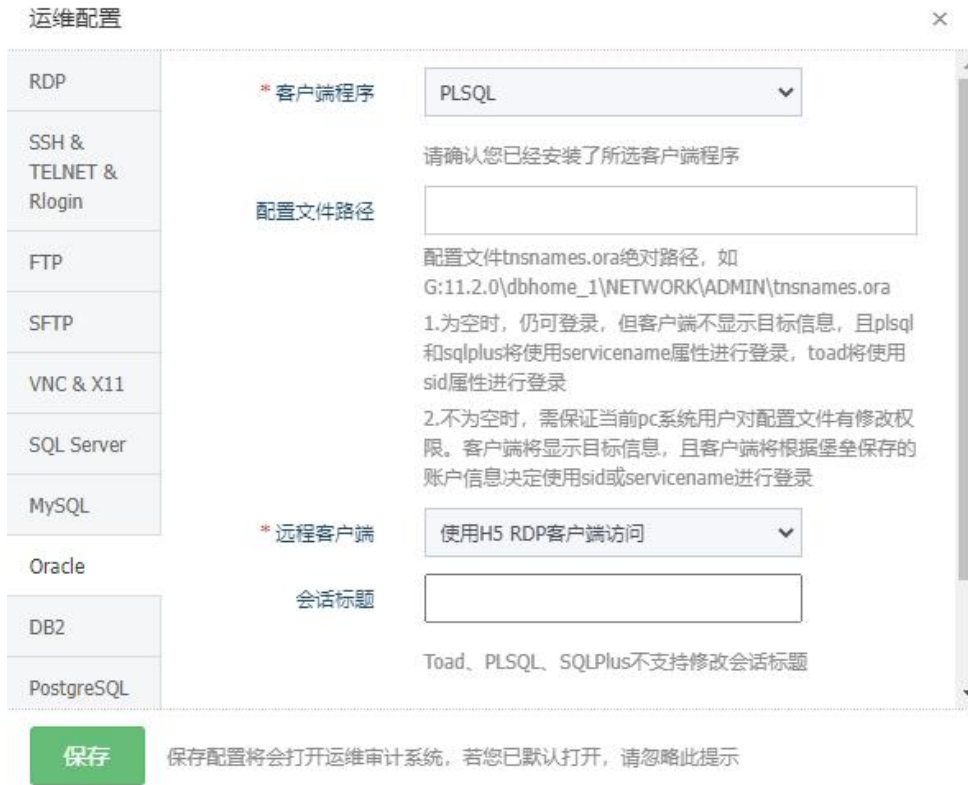 运维配置
×
RDP
SSH &
TELNET &
Rlogin
FTP
SFTP
VNC & X11
SQL Server
MySQL
Oracle
DB2
PostgreSQL
* 客户端程序
PLSQL
请确认您已经安装了所选客户端程序
配置文件路径
配置文件tnsnames.ora绝对路径，如
G:11.2.0\dbhome_1\NETWORK\ADMIN\tnsnames.ora
1.为空时，仍可登录，但客户端不显示目标信息，且plsql
和sqlplus将使用servicename属性进行登录，toad将使用
sid属性进行登录
2.不为空时，需保证当前pc系统用户对配置文件有修改权
限。客户端将显示目标信息，且客户端将根据堡垒保存的
账户信息决定使用sid或servicename进行登录
* 远程客户端
使用H5 RDP客户端访问
会话标题
Toad、PLSQL、SQLPlus不支持修改会话标题
保存
保存配置将会打开运维审计系统，若您已默认打开，请忽略此提示